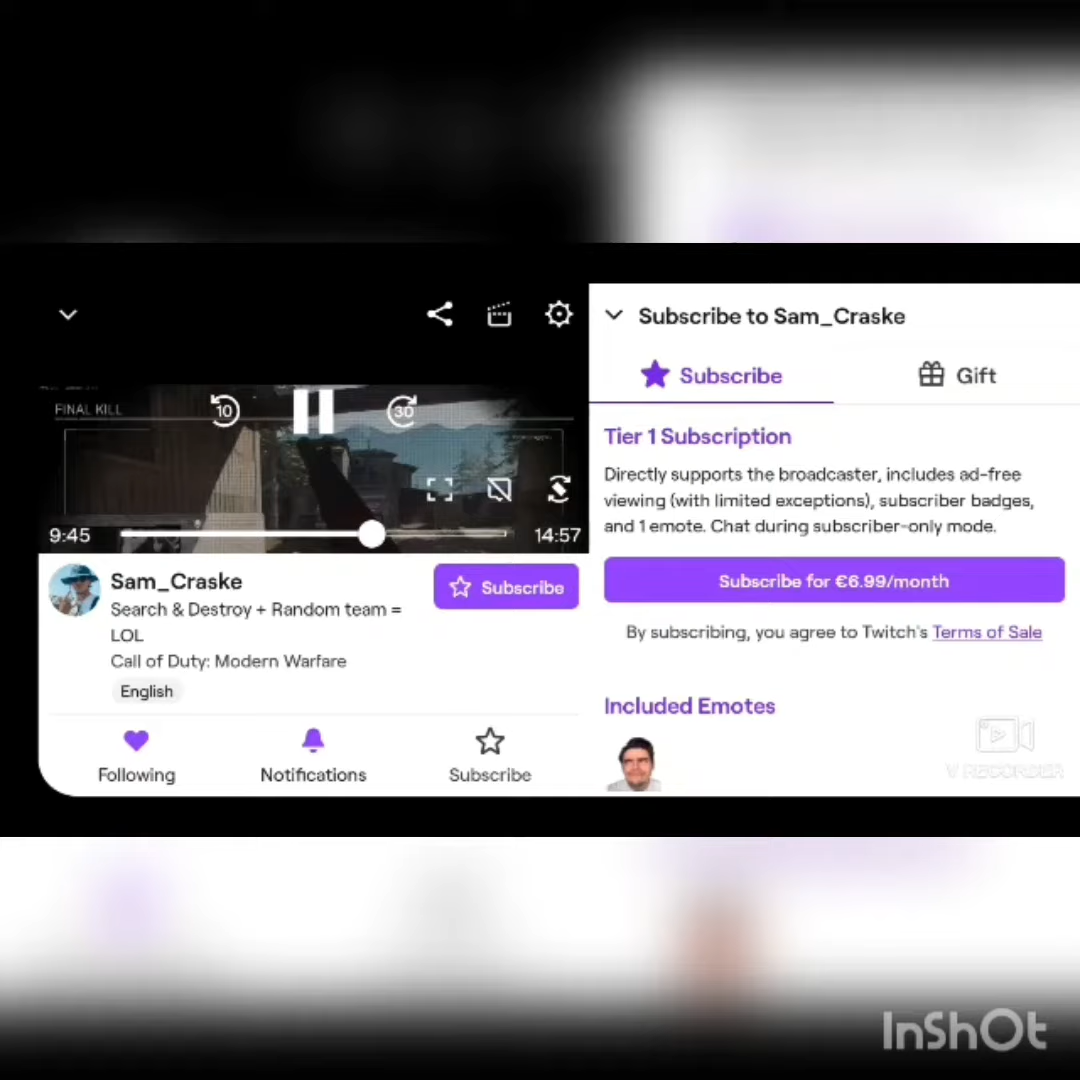 Subscribe to Sam_Craske
Subscribe
Gift
FINAL KILL
10
30
9:45
14:57
Tier 1 Subscription
Directly supports the broadcaster, includes ad-free
viewing (with limited exceptions), subscriber badges,
and 1 emote. Chat during subscriber-only mode.
Subscribe for €6.99/month
By subscribing, you agree to Twitch's Terms of Sale
Included Emotes
Sam_Craske
Subscribe
Search & Destroy + Random team =
LOL
Call of Duty: Modern Warfare
English
Following
Notifications
Subscribe
V RECORDER
InShOt